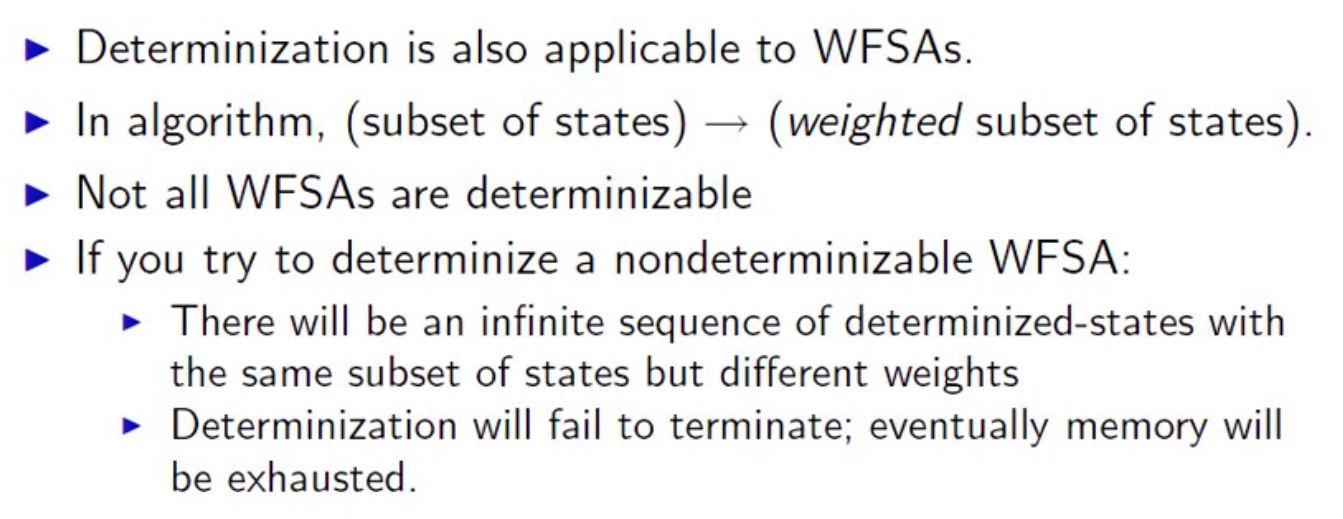 ▶ Determinization is also applicable to WFSAs.
▶ In algorithm, (subset of states) → (weighted subset of states).
▶ Not all WFSAs are determinizable
▶ If you try to determinize a nondeterminizable WFSA:
▶ There will be an infinite sequence of determinized-states with
the same subset of states but different weights
▶ Determinization will fail to terminate; eventually memory will
be exhausted.